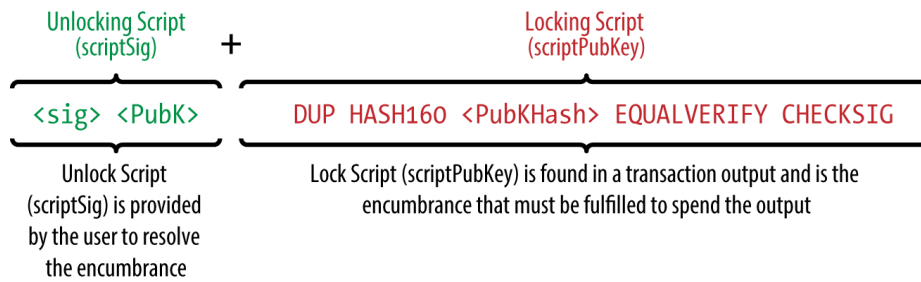 Unlocking Script
(scriptSig)
+
Locking Script
(scriptPubKey)
<sig> <PubK>
DUP HASH160 <PubKHash> EQUALVERIFY CHECKSIG
Unlock Script
(scriptSig) is provided
by the user to resolve
the encumbrance
Lock Script (scriptPubKey) is found in a transaction output and is the
encumbrance that must be fulfilled to spend the output